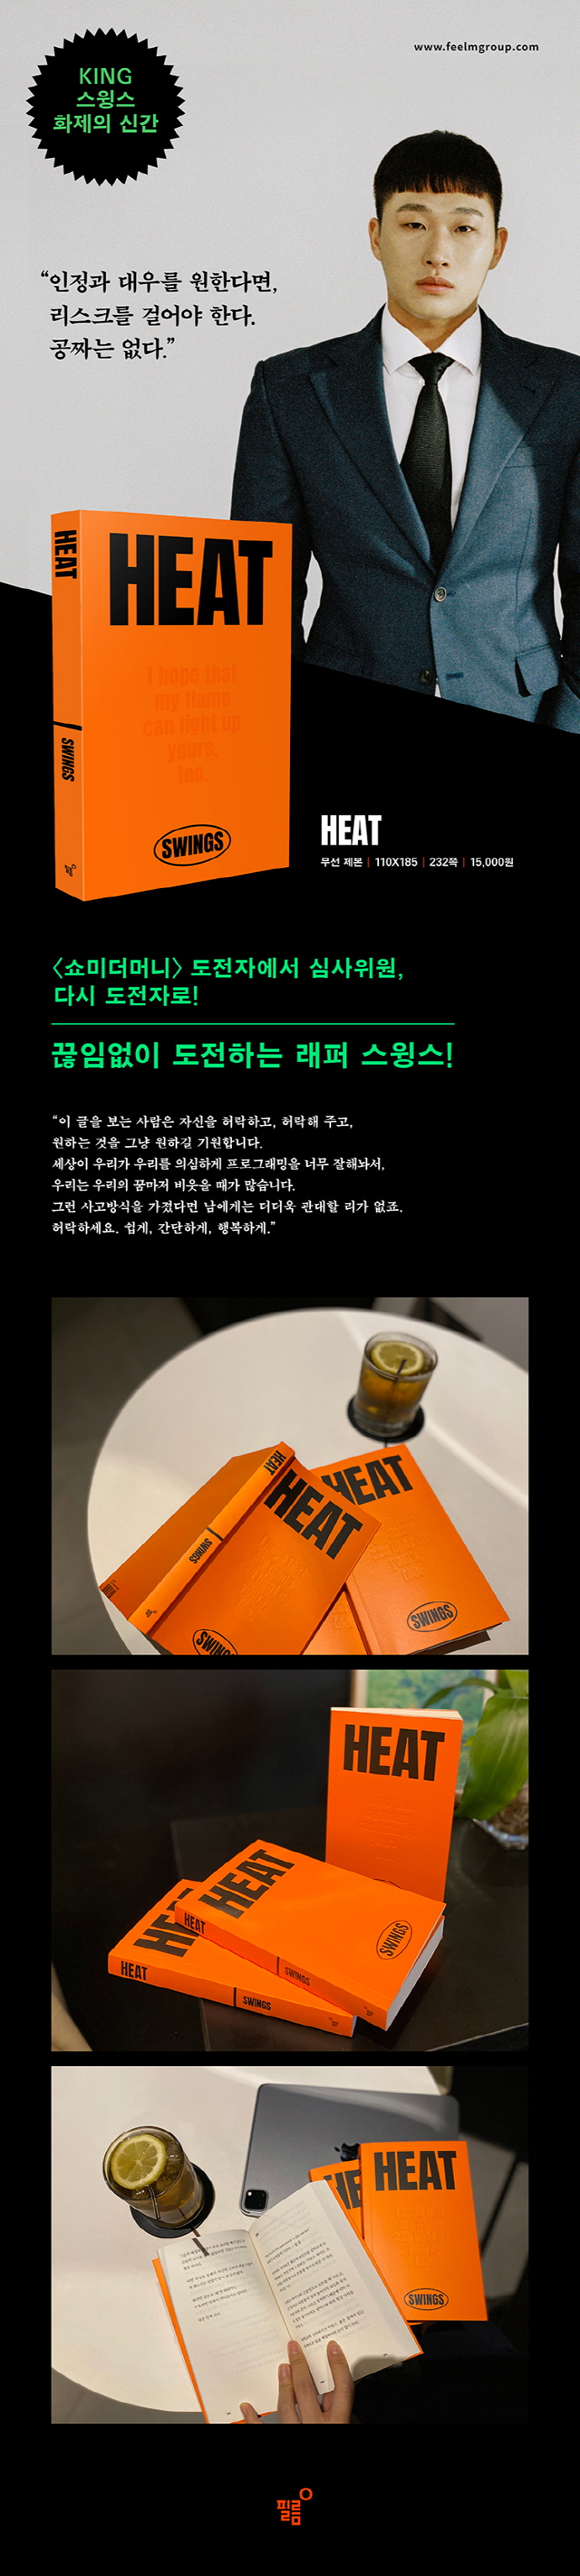 www.feelmgroup.com
KING
스윙스
화제의 신간
“인정과 대우를 원한다면,
리스크를 걸어야 한다.
공짜는 없다.”
HEAT
HEAT
I hope that
my flame
can light up
yours,
too.
SWINGS
SWINGS
필름
HEAT
무선 제본 | 110X185 | 232쪽 | 15,000원
〈쇼미더머니〉 도전자에서 심사위원,
다시 도전자로!
끊임없이 도전하는 래퍼 스윙스!
“이 글을 보는 사람은 자신을 허락하고, 허락해 주고,
원하는 것을 그냥 원하길 기원합니다.
세상이 우리가 우리를 의심하게 프로그래밍을 너무 잘해놔서,
우리는 우리의 꿈마저 비웃을 때가 많습니다.
그런 사고방식을 가졌다면 남에게는 더더욱 관대할 리가 없죠.
허락하세요. 쉽게, 간단하게, 행복하게.”
HEAT
HEAT
HEAT
SWINGS
SWINGS
SWINGS
HEAT
HEAT
HEAT
HEAT
HEAT
SWINGS
SWINGS
SWINGS
HEAT
HE
SWINGS
필름